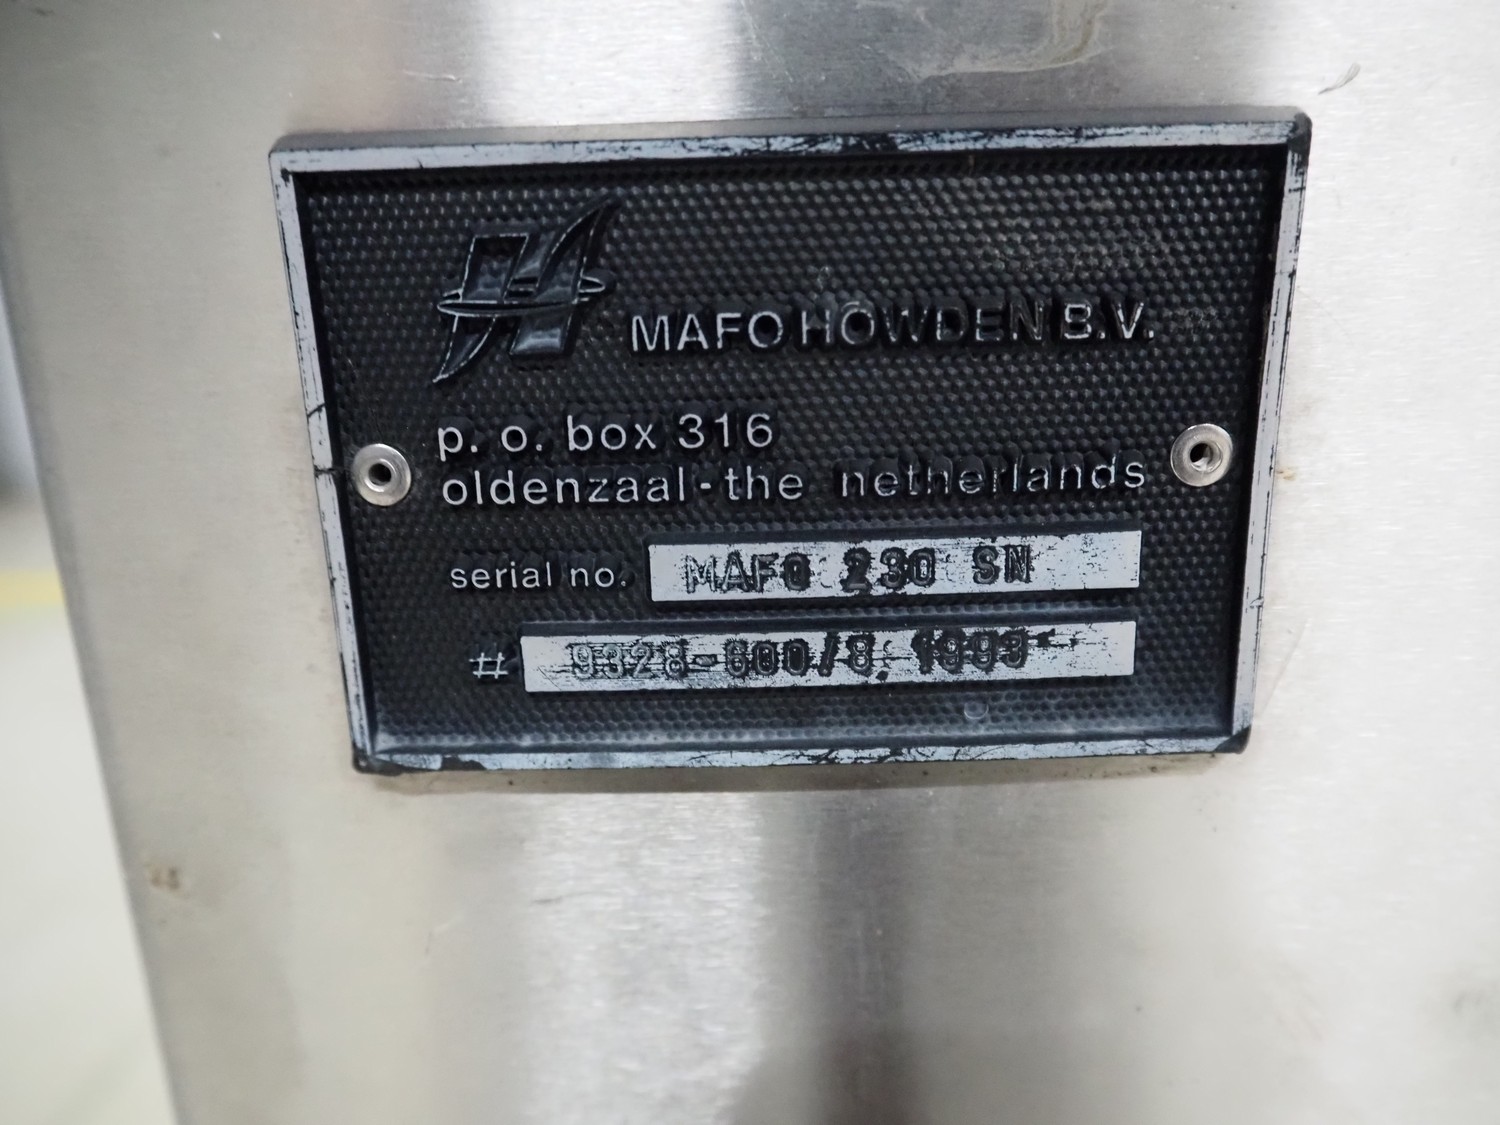 MAFO HOWDEN B.V.
p. o. box 316
oldenzaal - the netherlands
serial no. MAFO 230 SN
# 9328-600/8, 1993